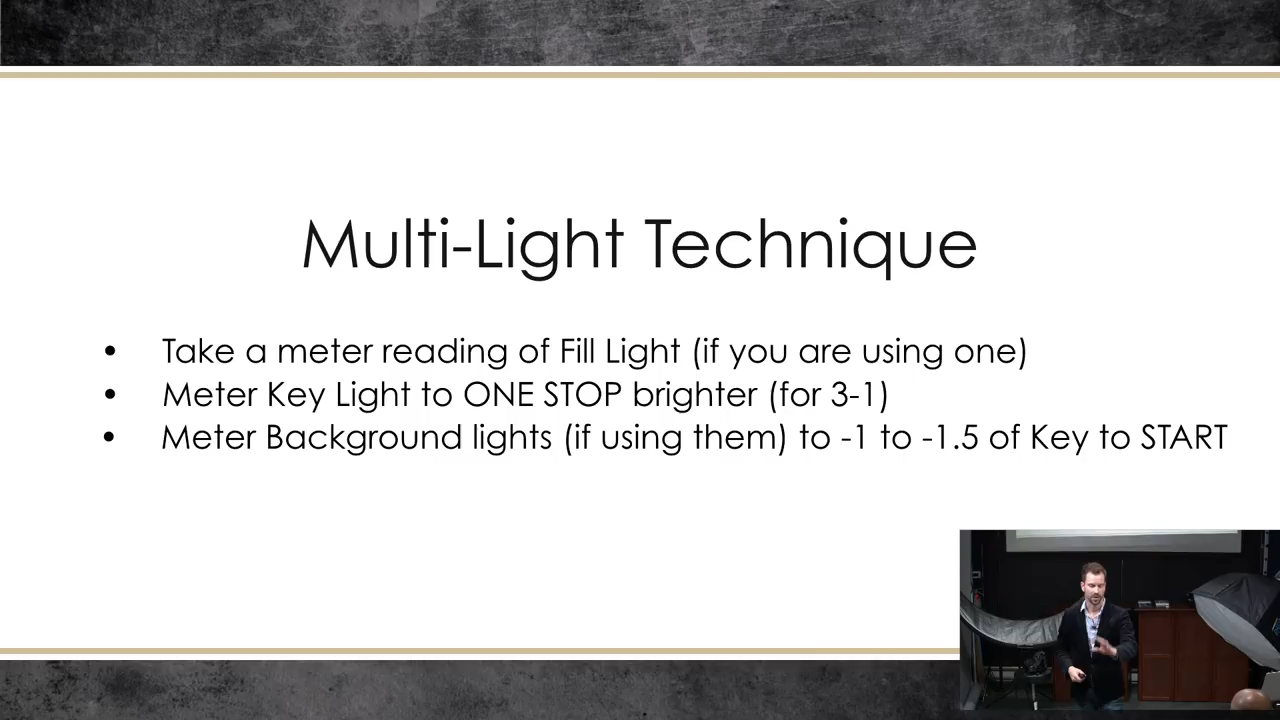 Multi-Light Technique
• Take a meter reading of Fill Light (if you are using one)
• Meter Key Light to ONE STOP brighter (for 3-1)
• Meter Background lights (if using them) to -1 to -1.5 of Key to START